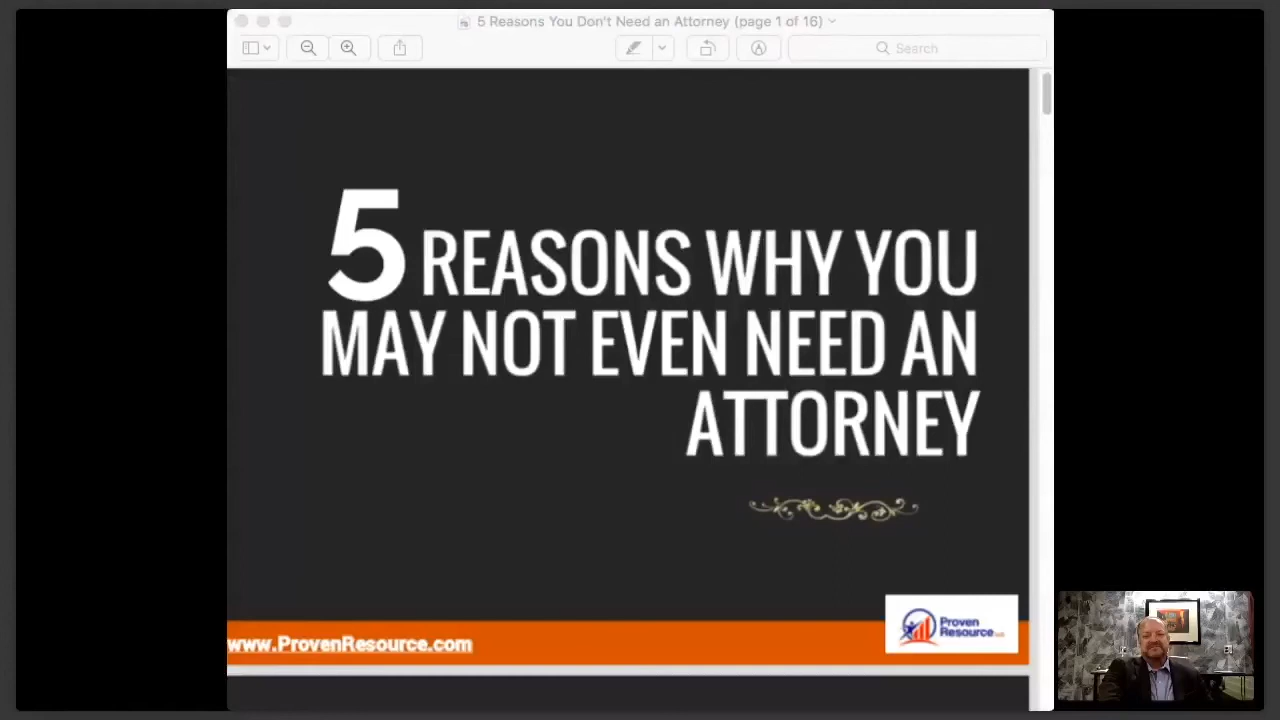 5 Reasons You Don't Need an Attorney (page 1 of 16)
Search
5 REASONS WHY YOU
MAY NOT EVEN NEED AN
ATTORNEY
www.ProvenResource.com
Proven
Resource